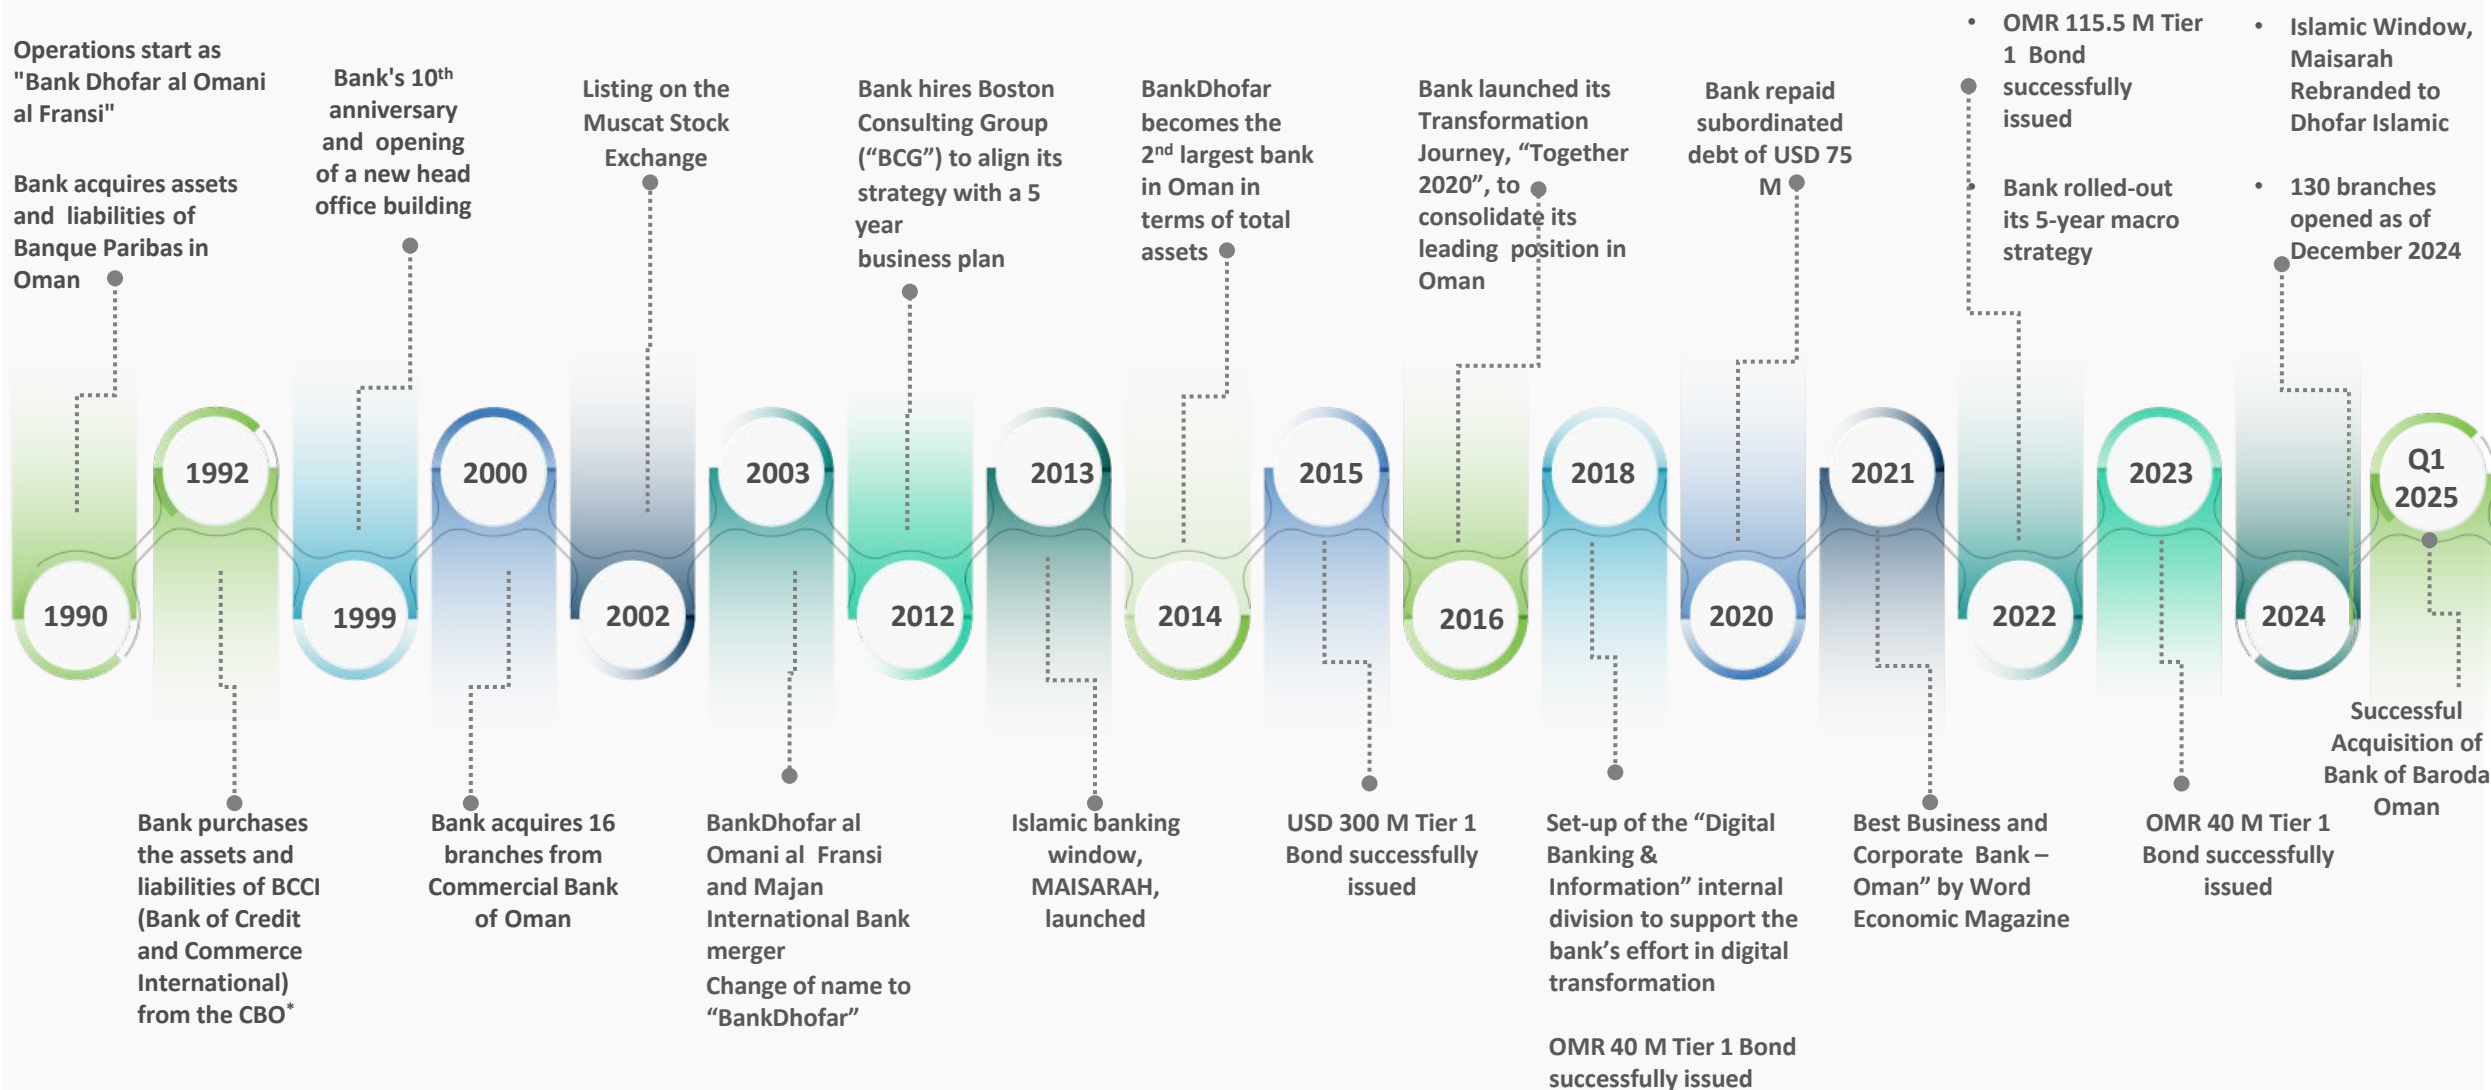 Operations start as
"Bank Dhofar al Omani
al Fransi"
Bank acquires assets
and liabilities of
Banque Paribas in
Oman
Bank's 10th
anniversary
and opening
of a new head
office building
Listing on the
Muscat Stock
Exchange
Bank hires Boston
Consulting Group
(“BCG”) to align its
strategy with a 5
year
business plan
BankDhofar
becomes the
2nd largest bank
in Oman in
terms of total
assets
Bank launched its
Transformation
Journey, “Together
2020”, to
consolidate its
leading position in
Oman
Bank repaid
subordinated
debt of USD 75
M
• OMR 115.5 M Tier
1 Bond
successfully
issued
• Bank rolled-out
its 5-year macro
strategy
• Islamic Window,
Maisarah
Rebranded to
Dhofar Islamic
• 130 branches
opened as of
December 2024
1990
1992
1999
2000
2002
2003
2012
2013
2014
2015
2016
2018
2020
2021
2022
2023
2024
Q1
2025
Bank purchases
the assets and
liabilities of BCCI
(Bank of Credit
and Commerce
International)
from the CBO*
Bank acquires 16
branches from
Commercial Bank
of Oman
BankDhofar al
Omani al Fransi
and Majan
International Bank
merger
Change of name to
“BankDhofar”
Islamic banking
window,
MAISARAH,
launched
USD 300 M Tier 1
Bond successfully
issued
Set-up of the “Digital
Banking &
Information” internal
division to support the
bank’s effort in digital
transformation
OMR 40 M Tier 1 Bond
successfully issued
Best Business and
Corporate Bank –
Oman” by Word
Economic Magazine
OMR 40 M Tier 1
Bond successfully
issued
Successful
Acquisition of
Bank of Baroda
Oman